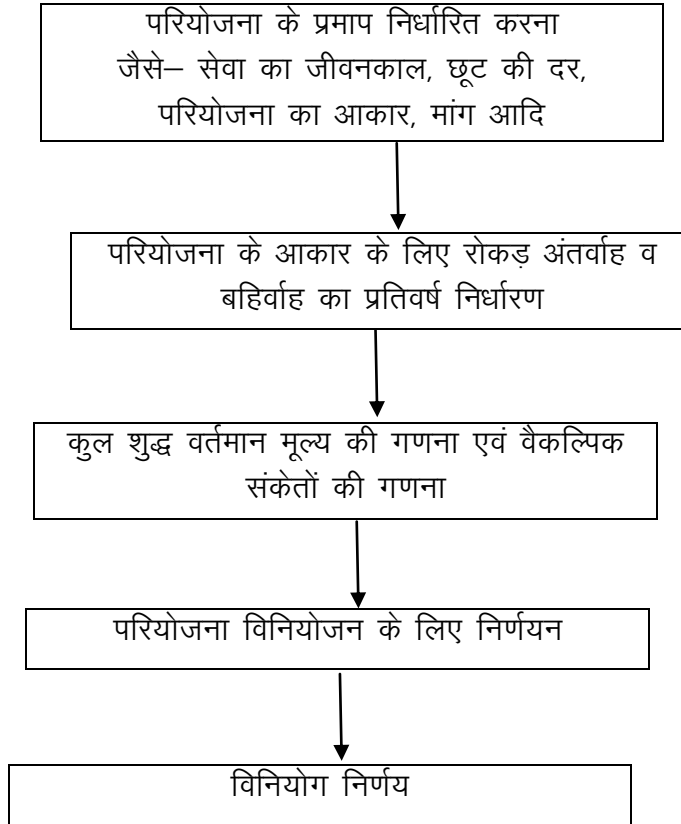 परियोजना के प्रमाप निर्धारित करना
जैसे– सेवा का जीवनकाल, छूट की दर,
परियोजना का आकार, मांग आदि
परियोजना के आकार के लिए रोकड़ अंतर्वाह व
बहिर्वाह का प्रतिवर्ष निर्धारण
कुल शुद्ध वर्तमान मूल्य की गणना एवं वैकल्पिक
संकेतों की गणना
परियोजना विनियोजन के लिए निर्णयन
विनियोग निर्णय